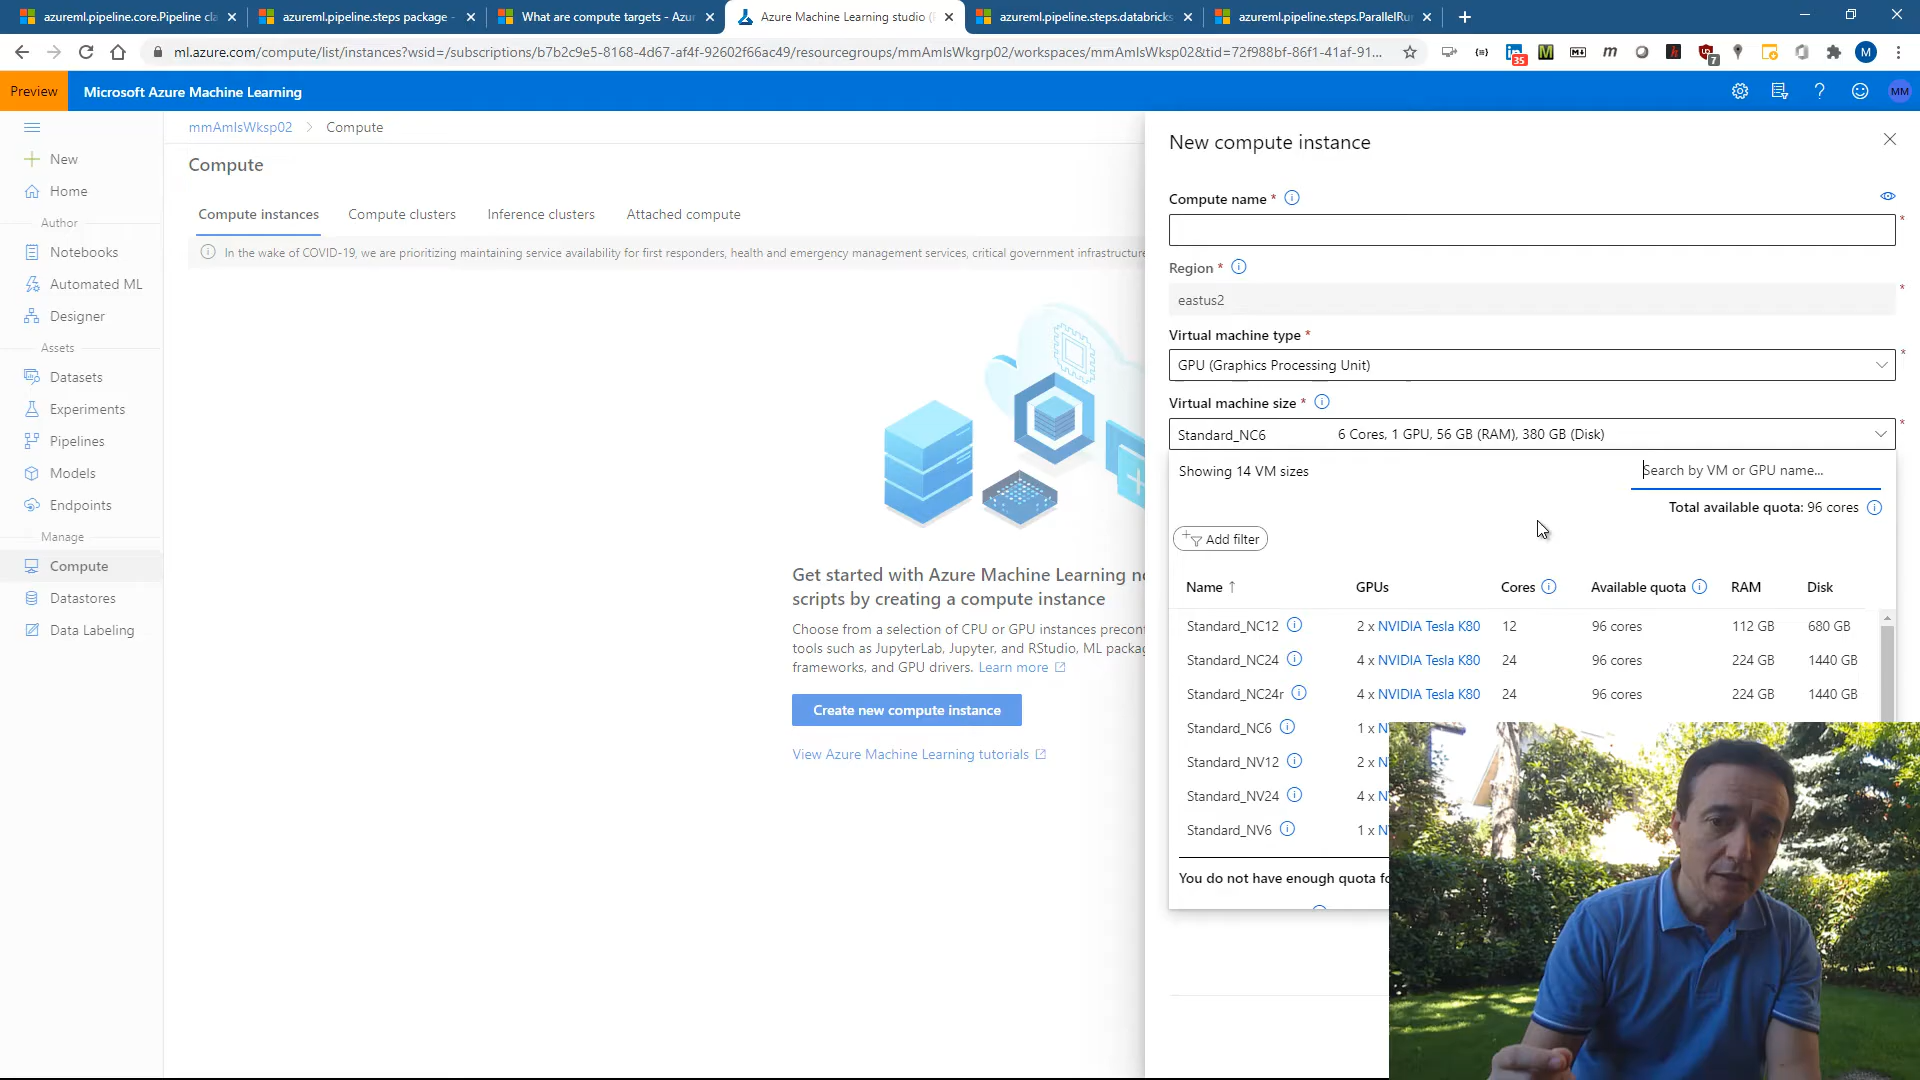 azureml.pipeline.core.Pipeline cla
azureml.pipeline.steps package -
What are compute targets - Azur
Azure Machine Learning studio (
azureml.pipeline.steps.databricks
azureml.pipeline.steps.ParallelRun
ml.azure.com/compute/list/instances?wsid=/subscriptions/b7b2c9e5-8168-4d67-af4f-92602f66ac49/resourcegroups/mmAmlsWkgrp02/workspaces/mmAmlsWksp02&tid=72f988bf-86f1-41af-91...
35
7
M
Preview
Microsoft Azure Machine Learning
MM
New
Home
Author
Notebooks
Automated ML
Designer
Assets
Datasets
Experiments
Pipelines
Models
Endpoints
Manage
Compute
Datastores
Data Labeling
mmAmlsWksp02 > Compute
Compute
Compute instances
Compute clusters
Inference clusters
Attached compute
In the wake of COVID-19, we are prioritizing maintaining service availability for first responders, health and emergency management services, critical government infrastructure
Get started with Azure Machine Learning no
scripts by creating a compute instance
Choose from a selection of CPU or GPU instances preconf
tools such as JupyterLab, Jupyter, and RStudio, ML packag
frameworks, and GPU drivers. Learn more
Create new compute instance
View Azure Machine Learning tutorials
New compute instance
Compute name *
Region *
eastus2
Virtual machine type *
GPU (Graphics Processing Unit)
Virtual machine size *
Standard_NC6 6 Cores, 1 GPU, 56 GB (RAM), 380 GB (Disk)
Showing 14 VM sizes
Search by VM or GPU name...
Total available quota: 96 cores
Add filter
Name ↑ GPUs Cores Available quota RAM Disk
Standard_NC12 2 x NVIDIA Tesla K80 12 96 cores 112 GB 680 GB
Standard_NC24 4 x NVIDIA Tesla K80 24 96 cores 224 GB 1440 GB
Standard_NC24r 4 x NVIDIA Tesla K80 24 96 cores 224 GB 1440 GB
Standard_NC6 1 x N
Standard_NV12 2 x N
Standard_NV24 4 x N
Standard_NV6 1 x N
You do not have enough quota fo